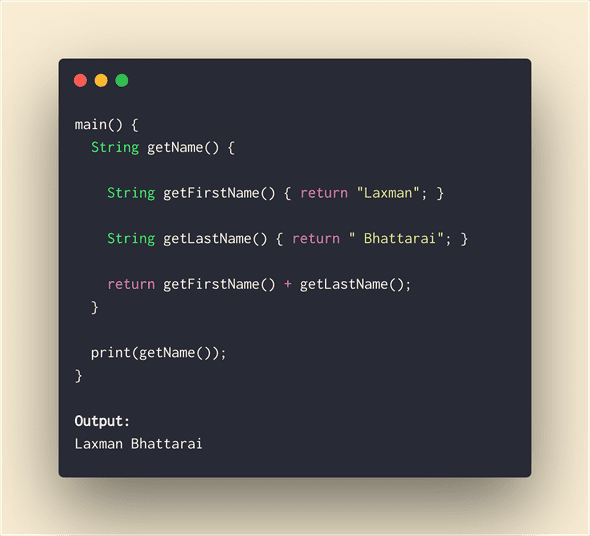 main() {
  String getName() {

    String getFirstName() { return "Laxman"; }

    String getLastName() { return " Bhattarai"; }

    return getFirstName() + getLastName();
  }

  print(getName());
}

Output:
Laxman Bhattarai